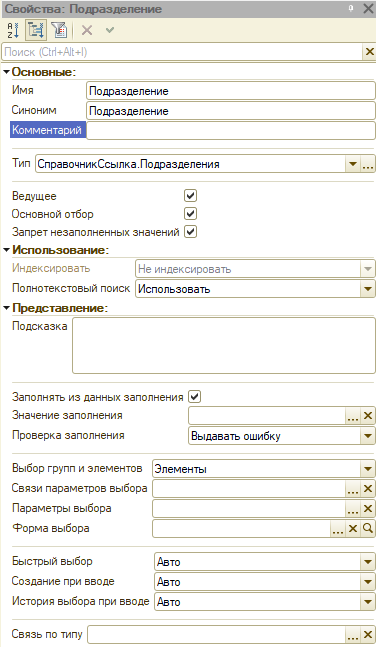 Свойства: Подразделение
Поиск (Ctrl+Alt+I)
Основные:
Имя Подразделение
Синоним Подразделение
Комментарий
Тип СправочникСсылка.Подразделения
Ведущее
Основной отбор
Запрет незаполненных значений
Использование:
Индексировать Не индексировать
Полнотекстовый поиск Использовать
Представление:
Подсказка
Заполнять из данных заполнения
Значение заполнения
Проверка заполнения Выдавать ошибку
Выбор групп и элементов Элементы
Связи параметров выбора
Параметры выбора
Форма выбора
Быстрый выбор Авто
Создание при вводе Авто
История выбора при вводе Авто
Связь по типу